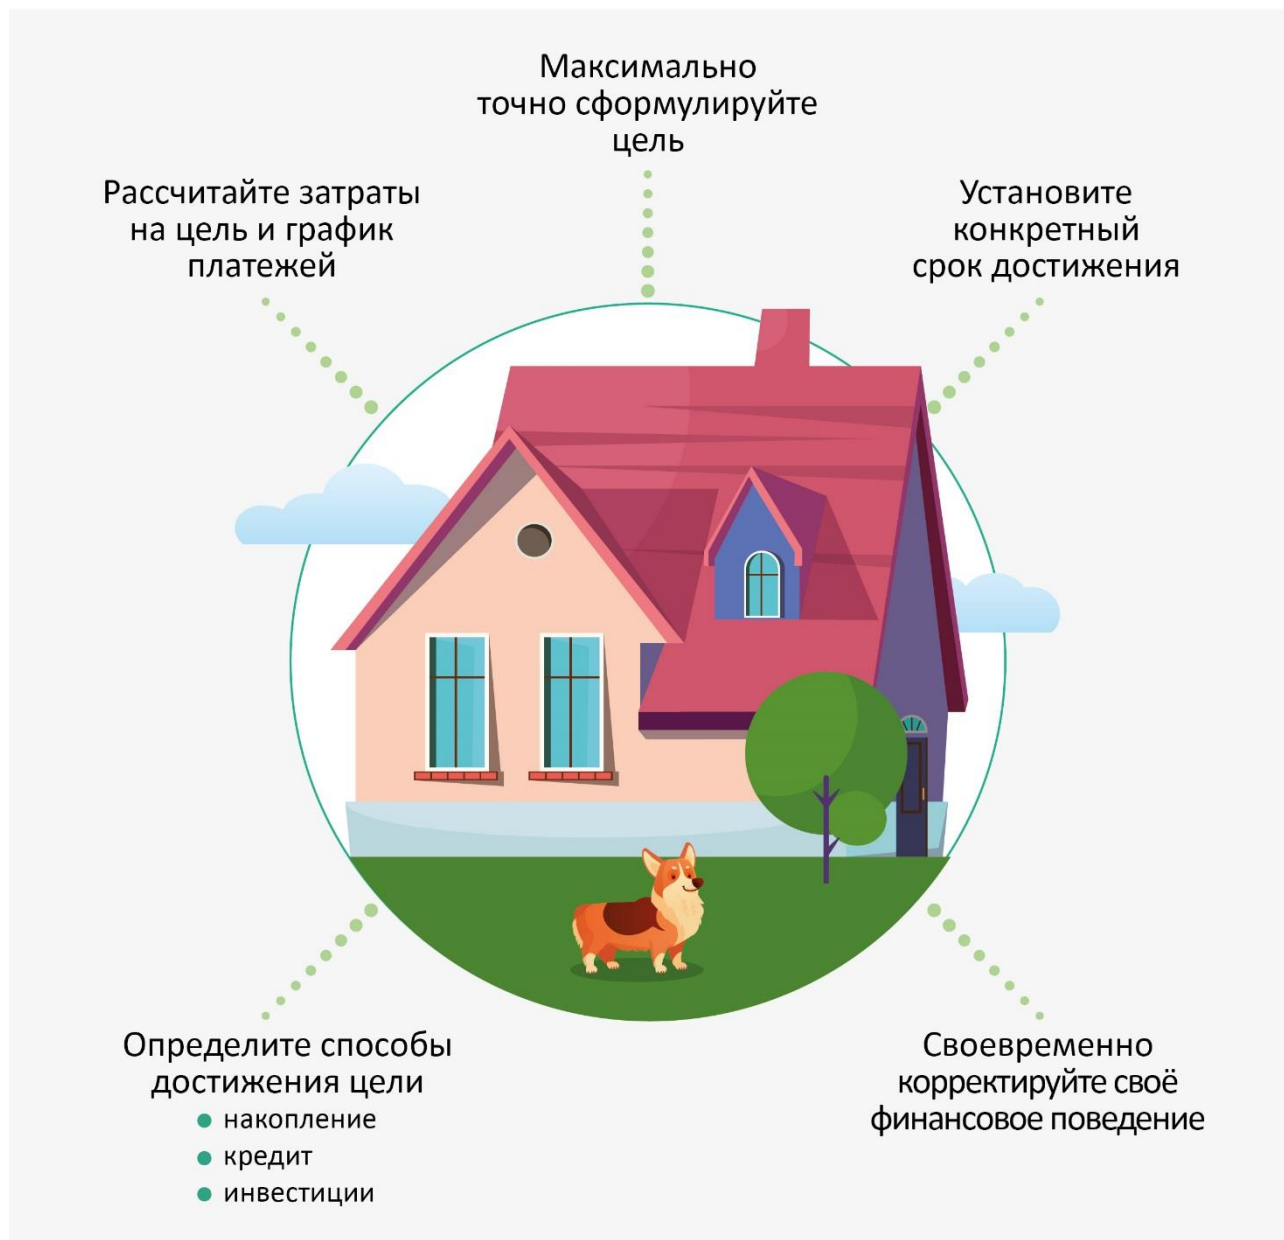 Максимально
точно сформулируйте
цель
Рассчитайте затраты
на цель и график
платежей
Установите
конкретный
срок достижения
Определите способы
достижения цели
накопление
кредит
инвестиции
Своевременно
корректируйте своё
финансовое поведение